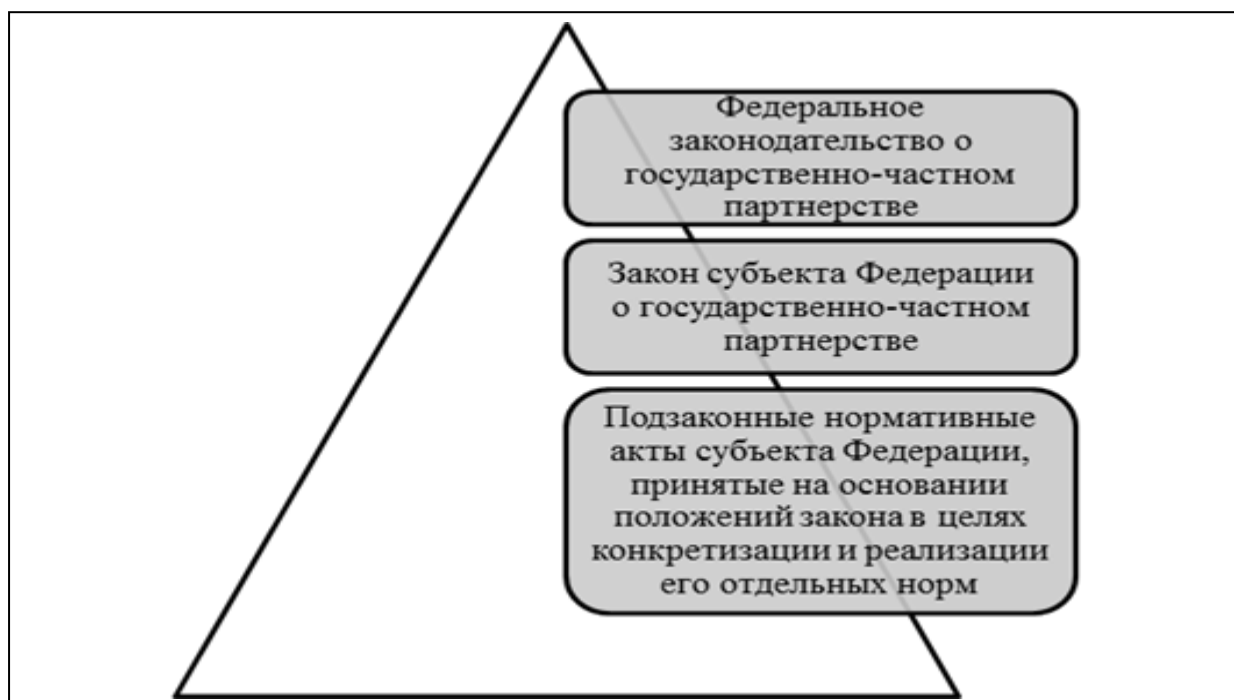 Федеральное
законодательство о
государственно-частном
партнерстве
Закон субъекта Федерации
о государственно-частном
партнерстве
Подзаконные нормативные
акты субъекта Федерации,
принятые на основании
положений закона в целях
конкретизации и реализации
его отдельных норм